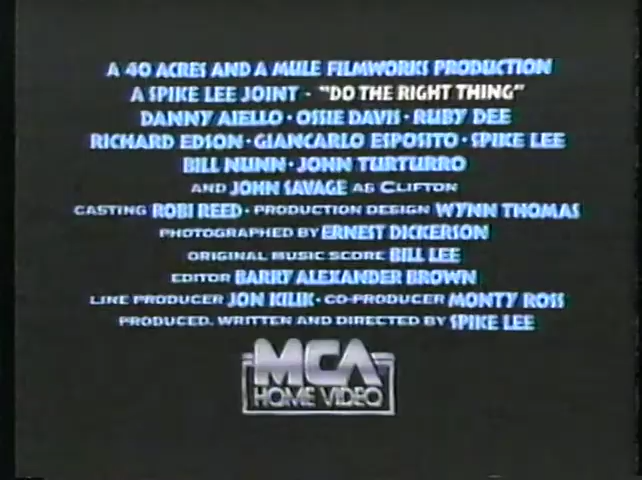 A 40 ACRES AND A MULE FILMWORKS PRODUCTION
A SPIKE LEE JOINT - "DO THE RIGHT THING"
DANNY AIELLO · OSSIE DAVIS · RUBY DEE
RICHARD EDSON · GIANCARLO ESPOSITO · SPIKE LEE
BILL NUNN · JOHN TURTURRO
AND JOHN SAVAGE AS CLIFTON
CASTING ROBI REED · PRODUCTION DESIGN WYNN THOMAS
PHOTOGRAPHED BY ERNEST DICKERSON
ORIGINAL MUSIC SCORE BILL LEE
EDITOR BARRY ALEXANDER BROWN
LINE PRODUCER JON KILIK · CO-PRODUCER MONTY ROSS
PRODUCED, WRITTEN AND DIRECTED BY SPIKE LEE
MCA
HOME VIDEO